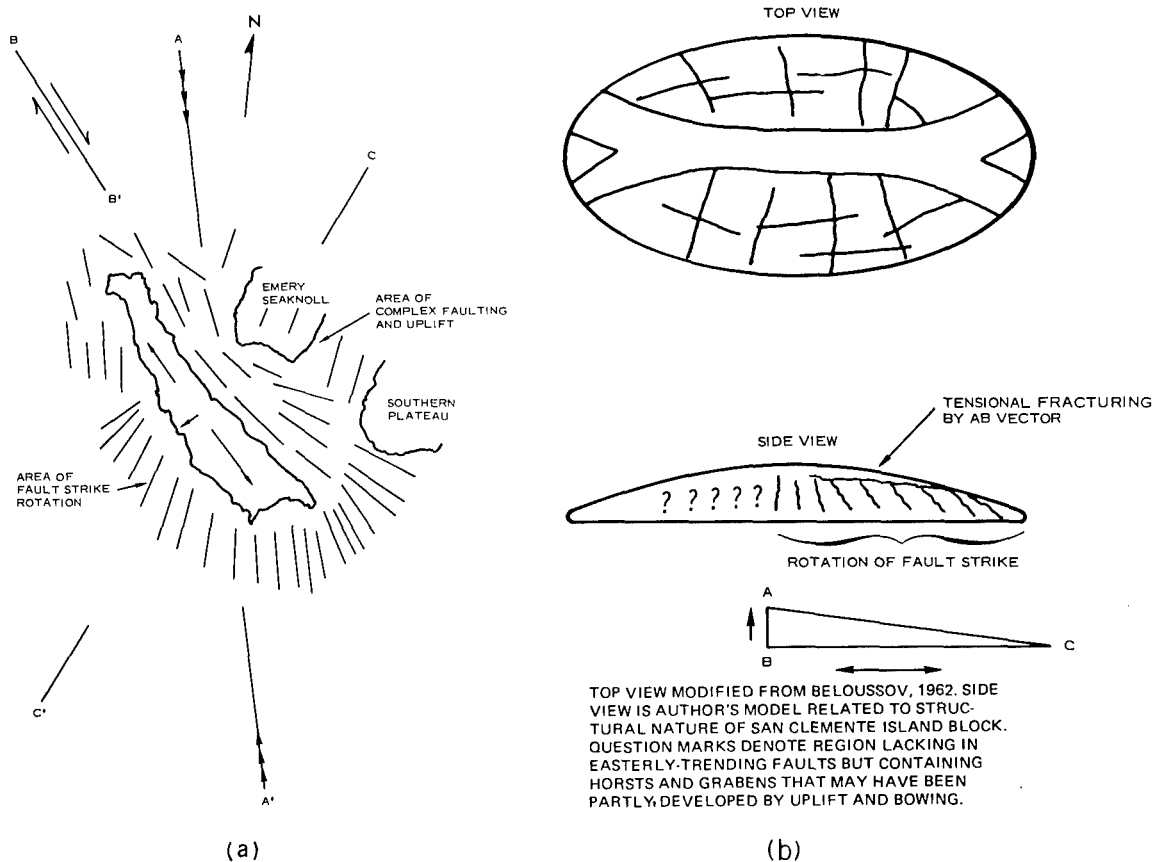 B
A
N
C
B'
EMERY
SEAKNOLL
AREA OF
COMPLEX FAULTING
AND UPLIFT
SOUTHERN
PLATEAU
AREA OF
FAULT STRIKE
ROTATION
C'
A'
(a)
TOP VIEW
TENSIONAL FRACTURING
BY AB VECTOR
SIDE VIEW
? ? ? ? ?
ROTATION OF FAULT STRIKE
A
B
C
TOP VIEW MODIFIED FROM BELOUSSOV, 1962. SIDE
VIEW IS AUTHOR'S MODEL RELATED TO STRUC-
TURAL NATURE OF SAN CLEMENTE ISLAND BLOCK.
QUESTION MARKS DENOTE REGION LACKING IN
EASTERLY-TRENDING FAULTS BUT CONTAINING
HORSTS AND GRABENS THAT MAY HAVE BEEN
PARTLY, DEVELOPED BY UPLIFT AND BOWING.
(b)